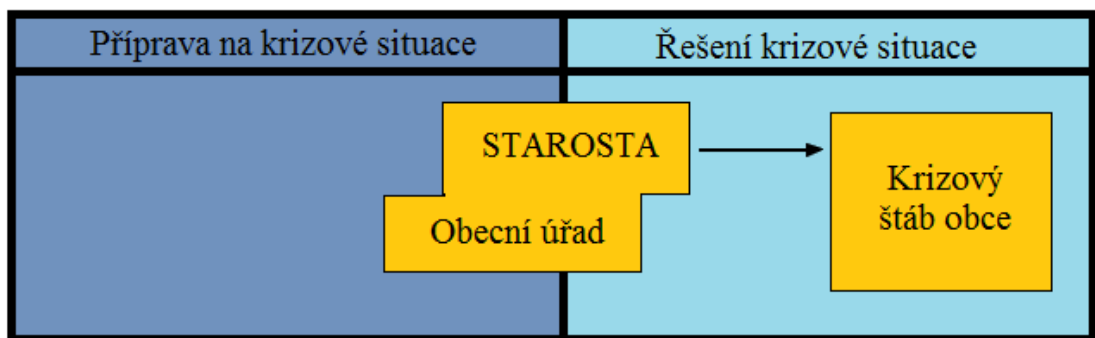 Příprava na krizové situace
Řešení krizové situace
STAROSTA
Obecní úřad
Krizový
štáb obce